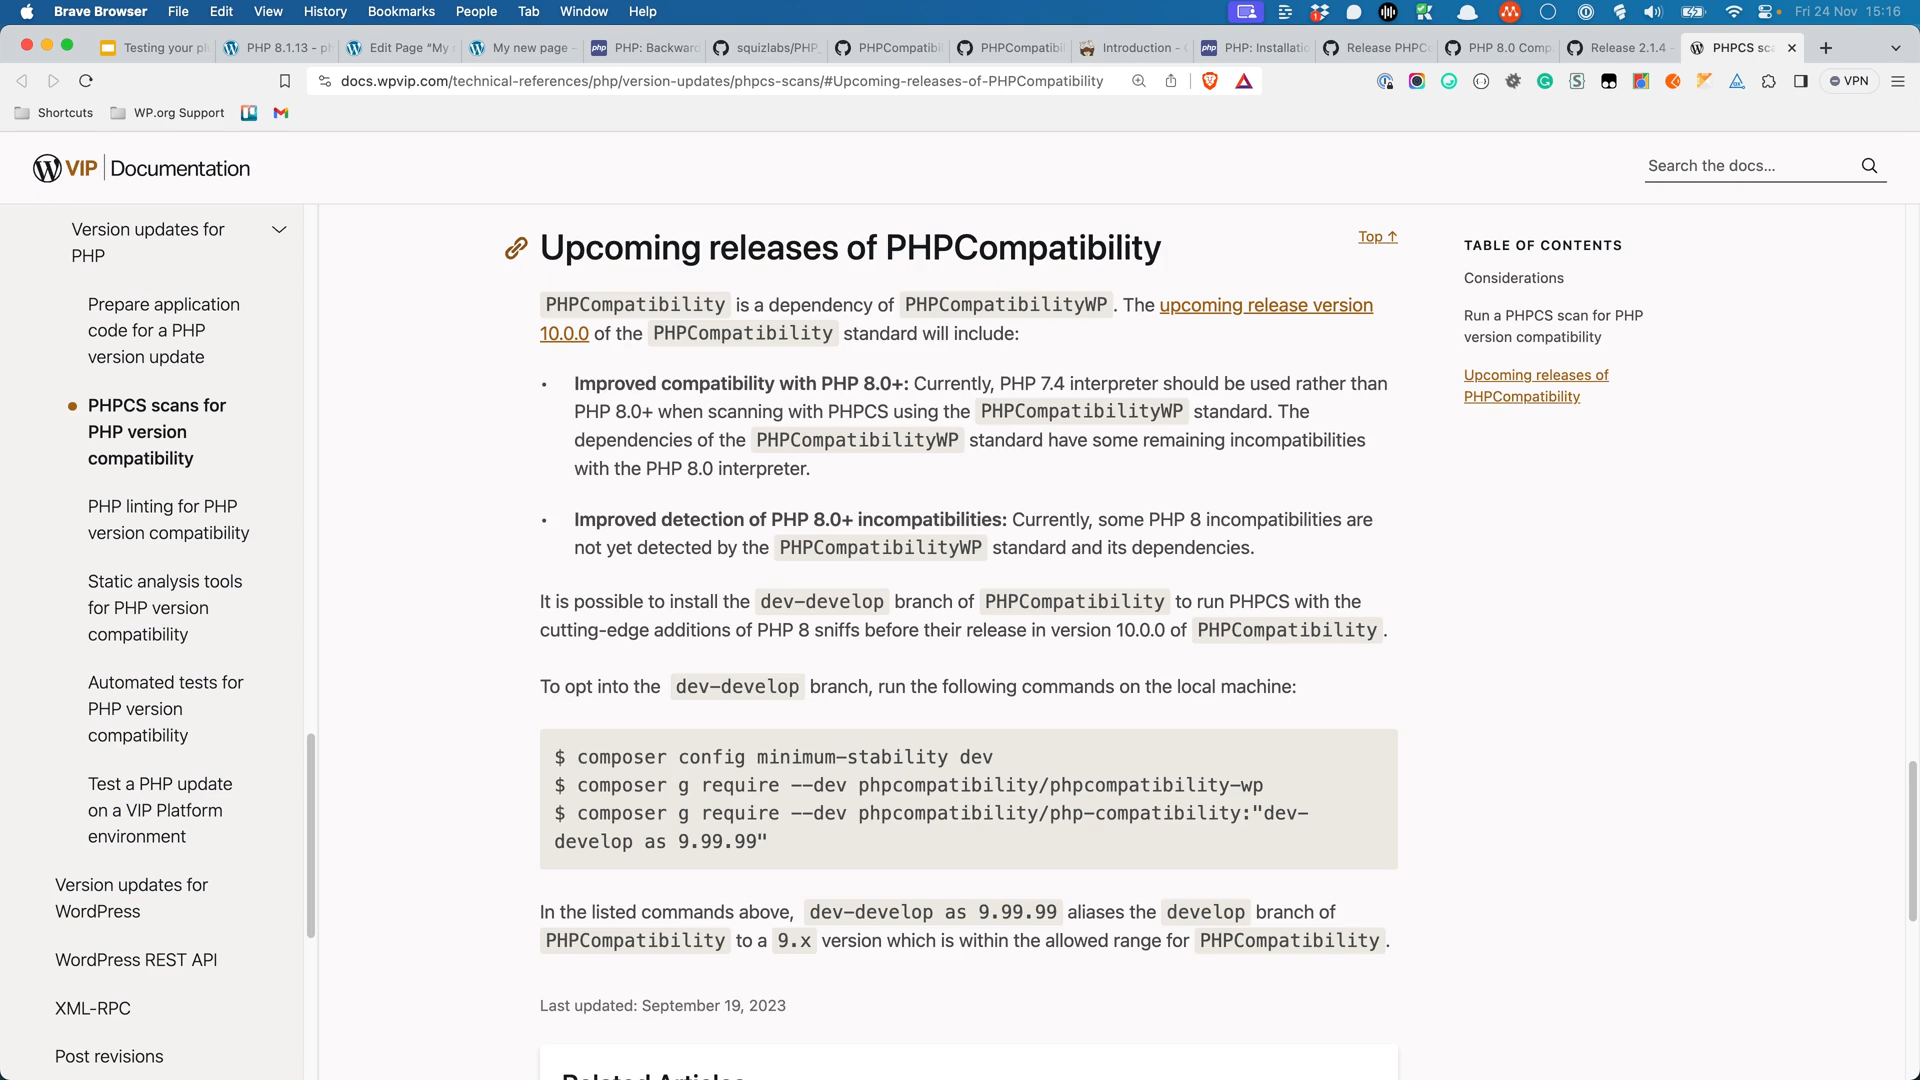 Brave Browser File Edit View History Bookmarks People Tab Window Help Fri 24 Nov 15:16
Testing your pl PHP 8.1.13 - ph Edit Page “My My new page - PHP: Backwar squizlabs/PHP_ PHPCompatibil PHPCompatibil Introduction - PHP: Installatio Release PHPC PHP 8.0 Comp Release 2.1.4 - PHPCS sca
docs.wpvip.com/technical-references/php/version-updates/phpcs-scans/#Upcoming-releases-of-PHPCompatibility VPN
Shortcuts WP.org Support
VIP Documentation
Search the docs...
Version updates for
PHP
Prepare application
code for a PHP
version update
PHPCS scans for
PHP version
compatibility
PHP linting for PHP
version compatibility
Static analysis tools
for PHP version
compatibility
Automated tests for
PHP version
compatibility
Test a PHP update
on a VIP Platform
environment
Version updates for
WordPress
WordPress REST API
XML-RPC
Post revisions
Upcoming releases of PHPCompatibility
Top ↑
PHPCompatibility is a dependency of PHPCompatibilityWP. The upcoming release version
10.0.0 of the PHPCompatibility standard will include:
• Improved compatibility with PHP 8.0+: Currently, PHP 7.4 interpreter should be used rather than
PHP 8.0+ when scanning with PHPCS using the PHPCompatibilityWP standard. The
dependencies of the PHPCompatibilityWP standard have some remaining incompatibilities
with the PHP 8.0 interpreter.
• Improved detection of PHP 8.0+ incompatibilities: Currently, some PHP 8 incompatibilities are
not yet detected by the PHPCompatibilityWP standard and its dependencies.
It is possible to install the dev-develop branch of PHPCompatibility to run PHPCS with the
cutting-edge additions of PHP 8 sniffs before their release in version 10.0.0 of PHPCompatibility.
To opt into the dev-develop branch, run the following commands on the local machine:
$ composer config minimum-stability dev
$ composer g require --dev phpcompatibility/phpcompatibility-wp
$ composer g require --dev phpcompatibility/php-compatibility:"dev-
develop as 9.99.99"
In the listed commands above, dev-develop as 9.99.99 aliases the develop branch of
PHPCompatibility to a 9.x version which is within the allowed range for PHPCompatibility.
Last updated: September 19, 2023
Related Articles
TABLE OF CONTENTS
Considerations
Run a PHPCS scan for PHP
version compatibility
Upcoming releases of
PHPCompatibility